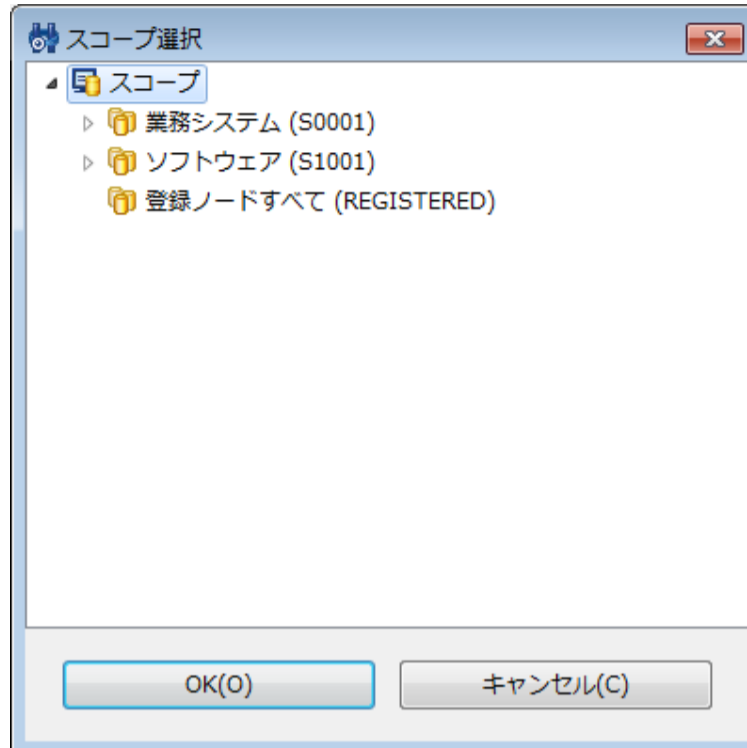 スコープ選択
スコープ
業務システム (S0001)
ソフトウェア (S1001)
登録ノードすべて (REGISTERED)
OK(O)
キャンセル(C)